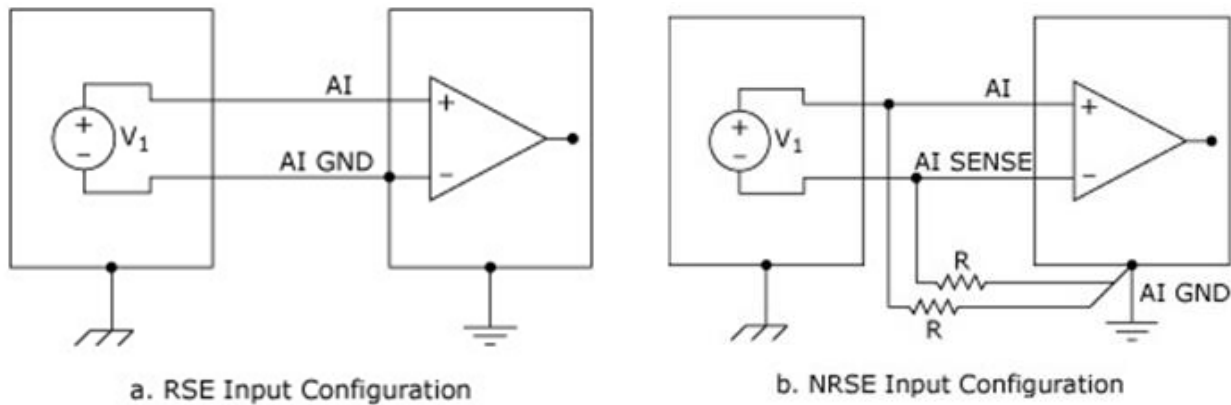 AI
+
+
V1
−
AI GND
−
a. RSE Input Configuration
AI
+
+
V1
−
AI SENSE
−
R
R
AI GND
b. NRSE Input Configuration